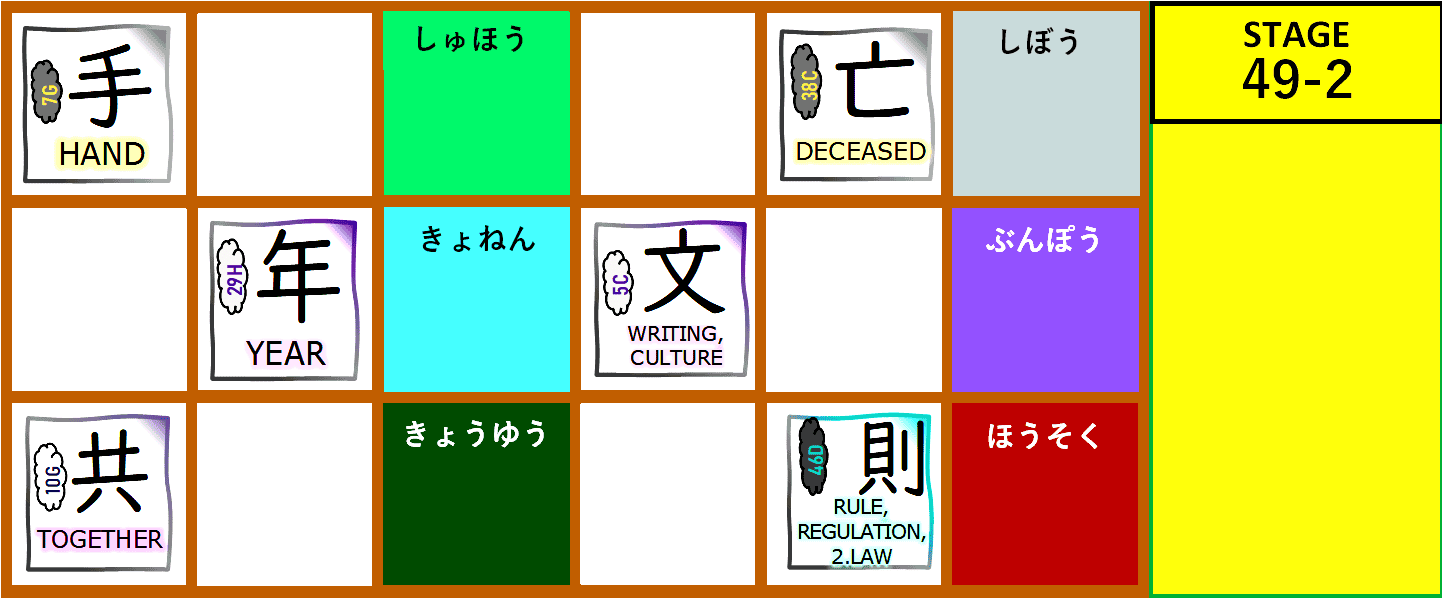 7G
手
HAND
しゅほう
38C
亡
DECEASED
しぼう
STAGE
49-2
29H
年
YEAR
きょねん
5C
文
WRITING,
CULTURE
ぶんぽう
10G
共
TOGETHER
きょうゆう
46D
則
RULE,
REGULATION,
2.LAW
ほうそく